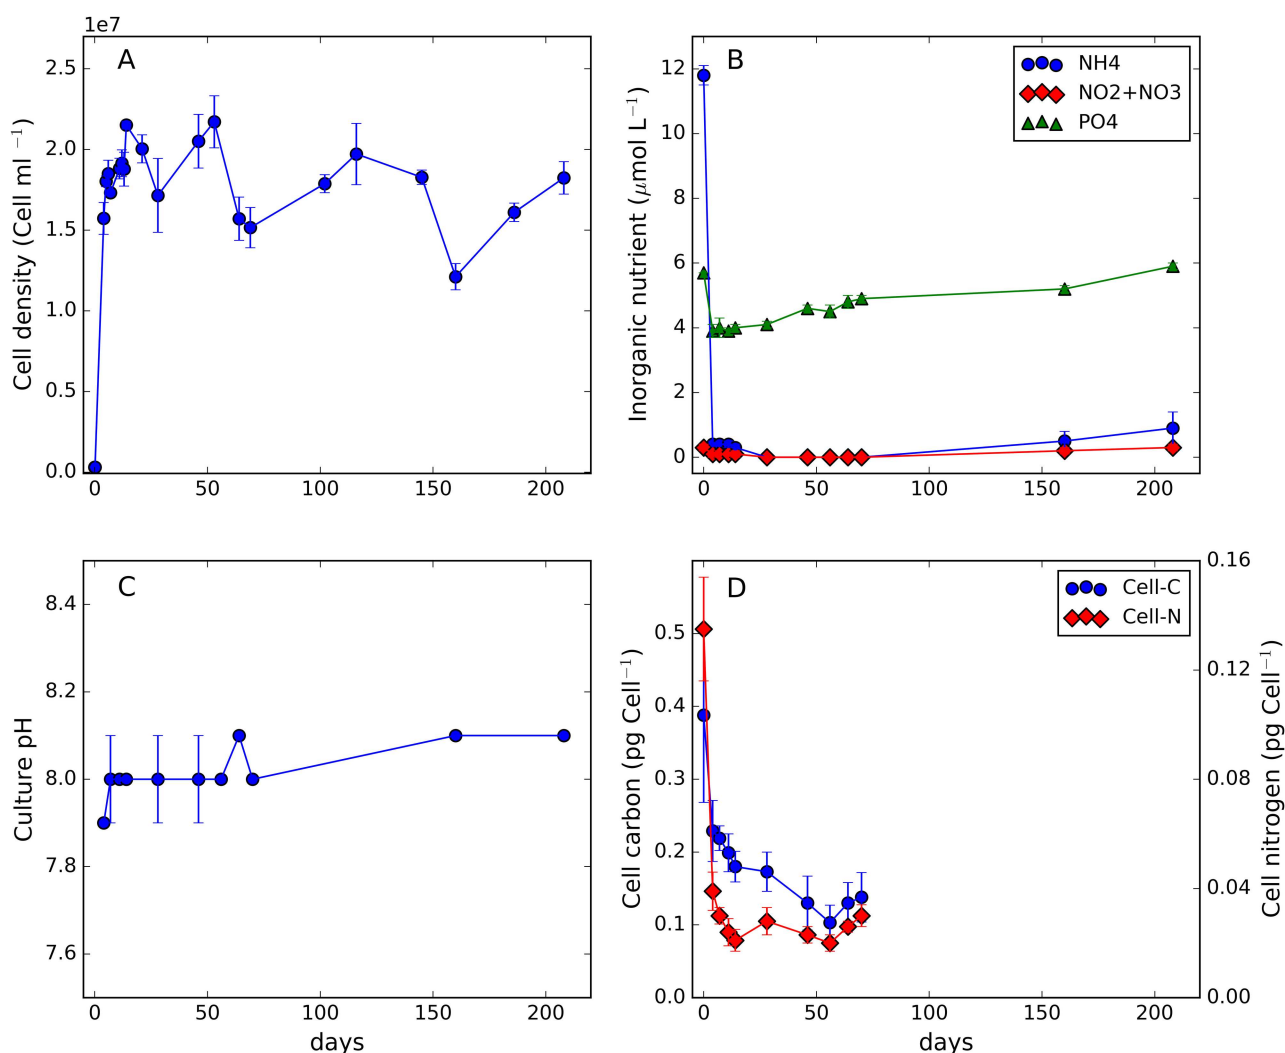 1e7
A
2.5
2.0
1.5
1.0
0.5
0.0
Cell density (Cell ml ⁻¹)
0 50 100 150 200
B
NH4
NO2+NO3
PO4
12
10
8
6
4
2
0
Inorganic nutrient (μmol L⁻¹)
0 50 100 150 200
C
8.4
8.2
8.0
7.8
7.6
Culture pH
0 50 100 150 200
days
D
Cell-C
Cell-N
0.5
0.4
0.3
0.2
0.1
0.0
Cell carbon (pg Cell⁻¹)
0.16
0.12
0.08
0.04
0.00
Cell nitrogen (pg Cell⁻¹)
0 50 100 150 200
days